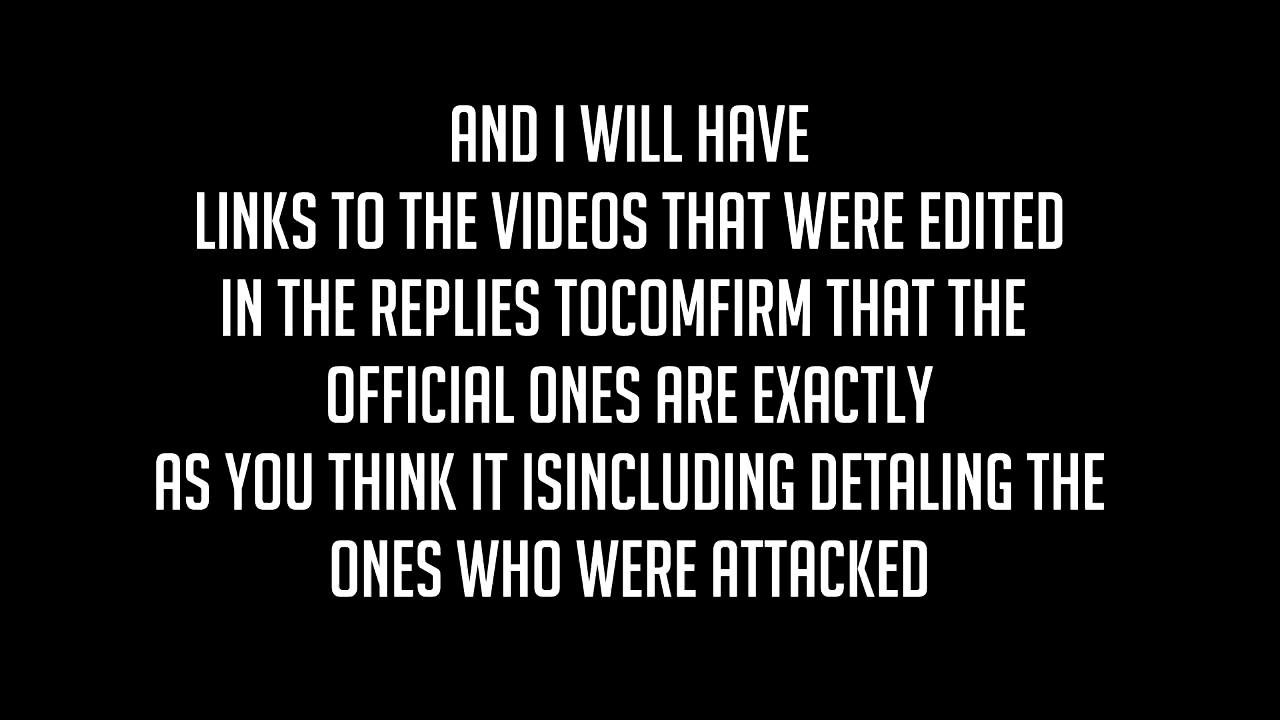 AND I WILL HAVE
LINKS TO THE VIDEOS THAT WERE EDITED
IN THE REPLIES TOCOMFIRM THAT THE
OFFICIAL ONES ARE EXACTLY
AS YOU THINK IT ISINCLUDING DETALING THE
ONES WHO WERE ATTACKED